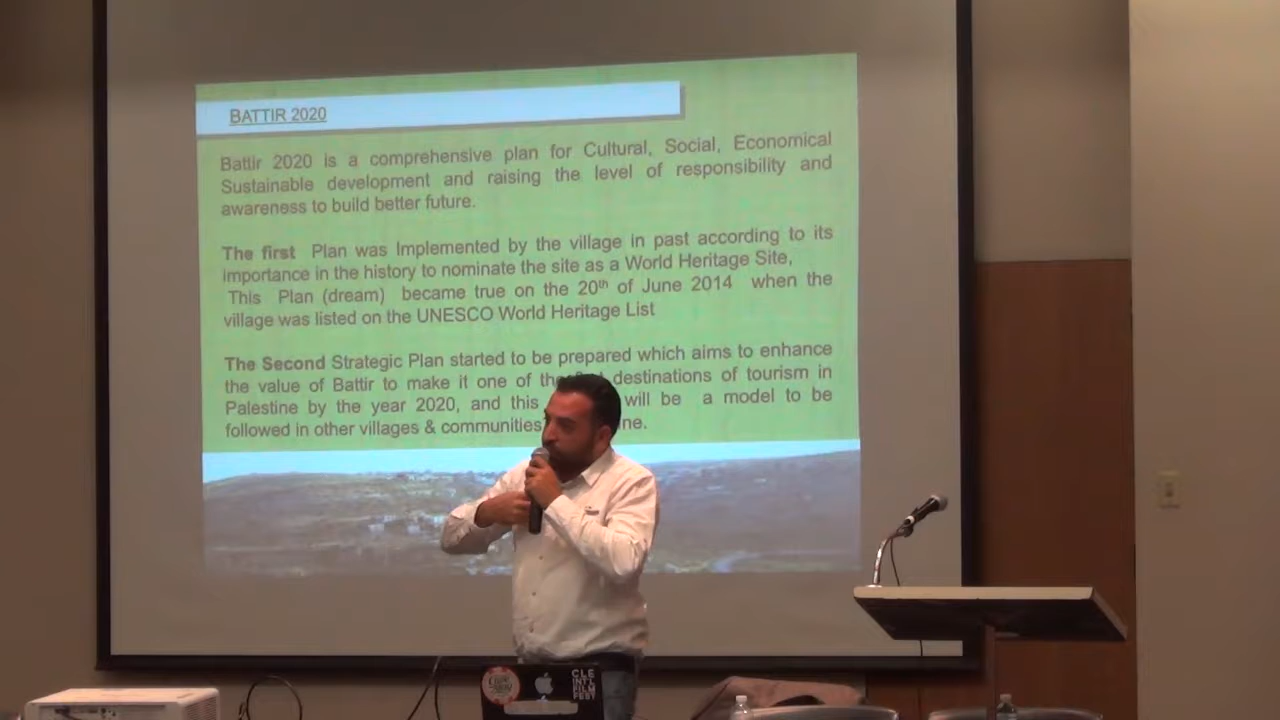 BATTIR 2020
Battir 2020 is a comprehensive plan for Cultural, Social, Economical
Sustainable development and raising the level of responsibility and
awareness to build better future.
The first Plan was Implemented by the village in past according to its
importance in the history to nominate the site as a World Heritage Site,
This Plan (dream) became true on the 20th of June 2014 when the
village was listed on the UNESCO World Heritage List
The Second Strategic Plan started to be prepared which aims to enhance
the value of Battir to make it one of the destinations of tourism in
Palestine by the year 2020, and this will be a model to be
followed in other villages & communities
CLE
INT'L
FILM
FEST